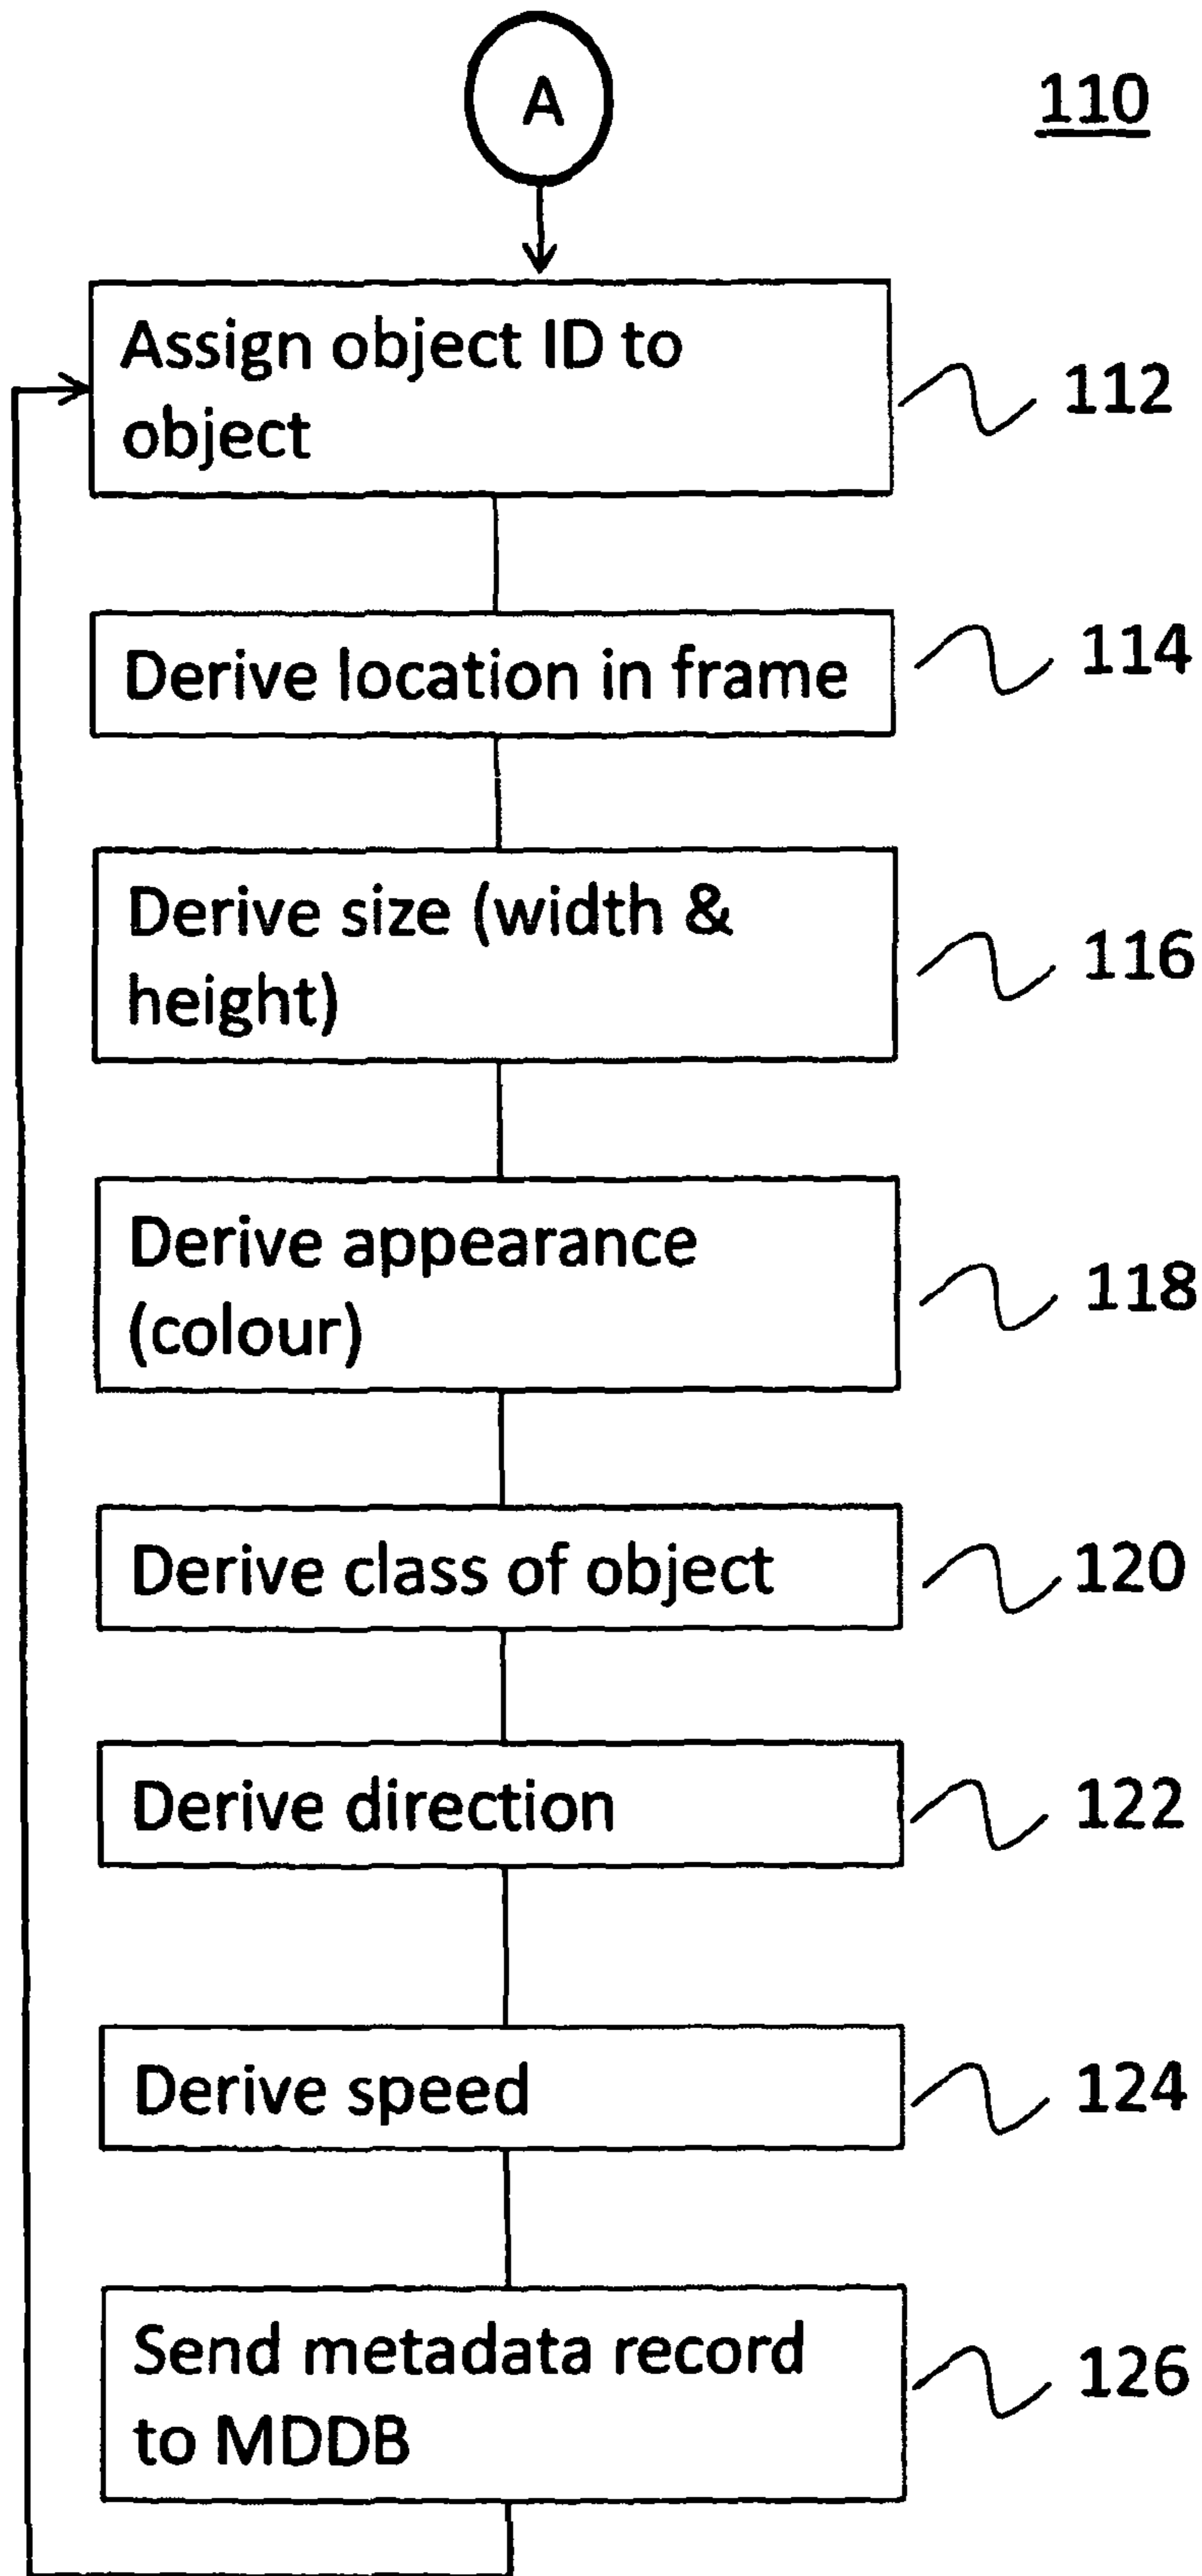 A
110
Assign object ID to
object
112
Derive location in frame
114
Derive size (width &
height)
116
Derive appearance
(colour)
118
Derive class of object
120
Derive direction
122
Derive speed
124
Send metadata record
to MDDB
126